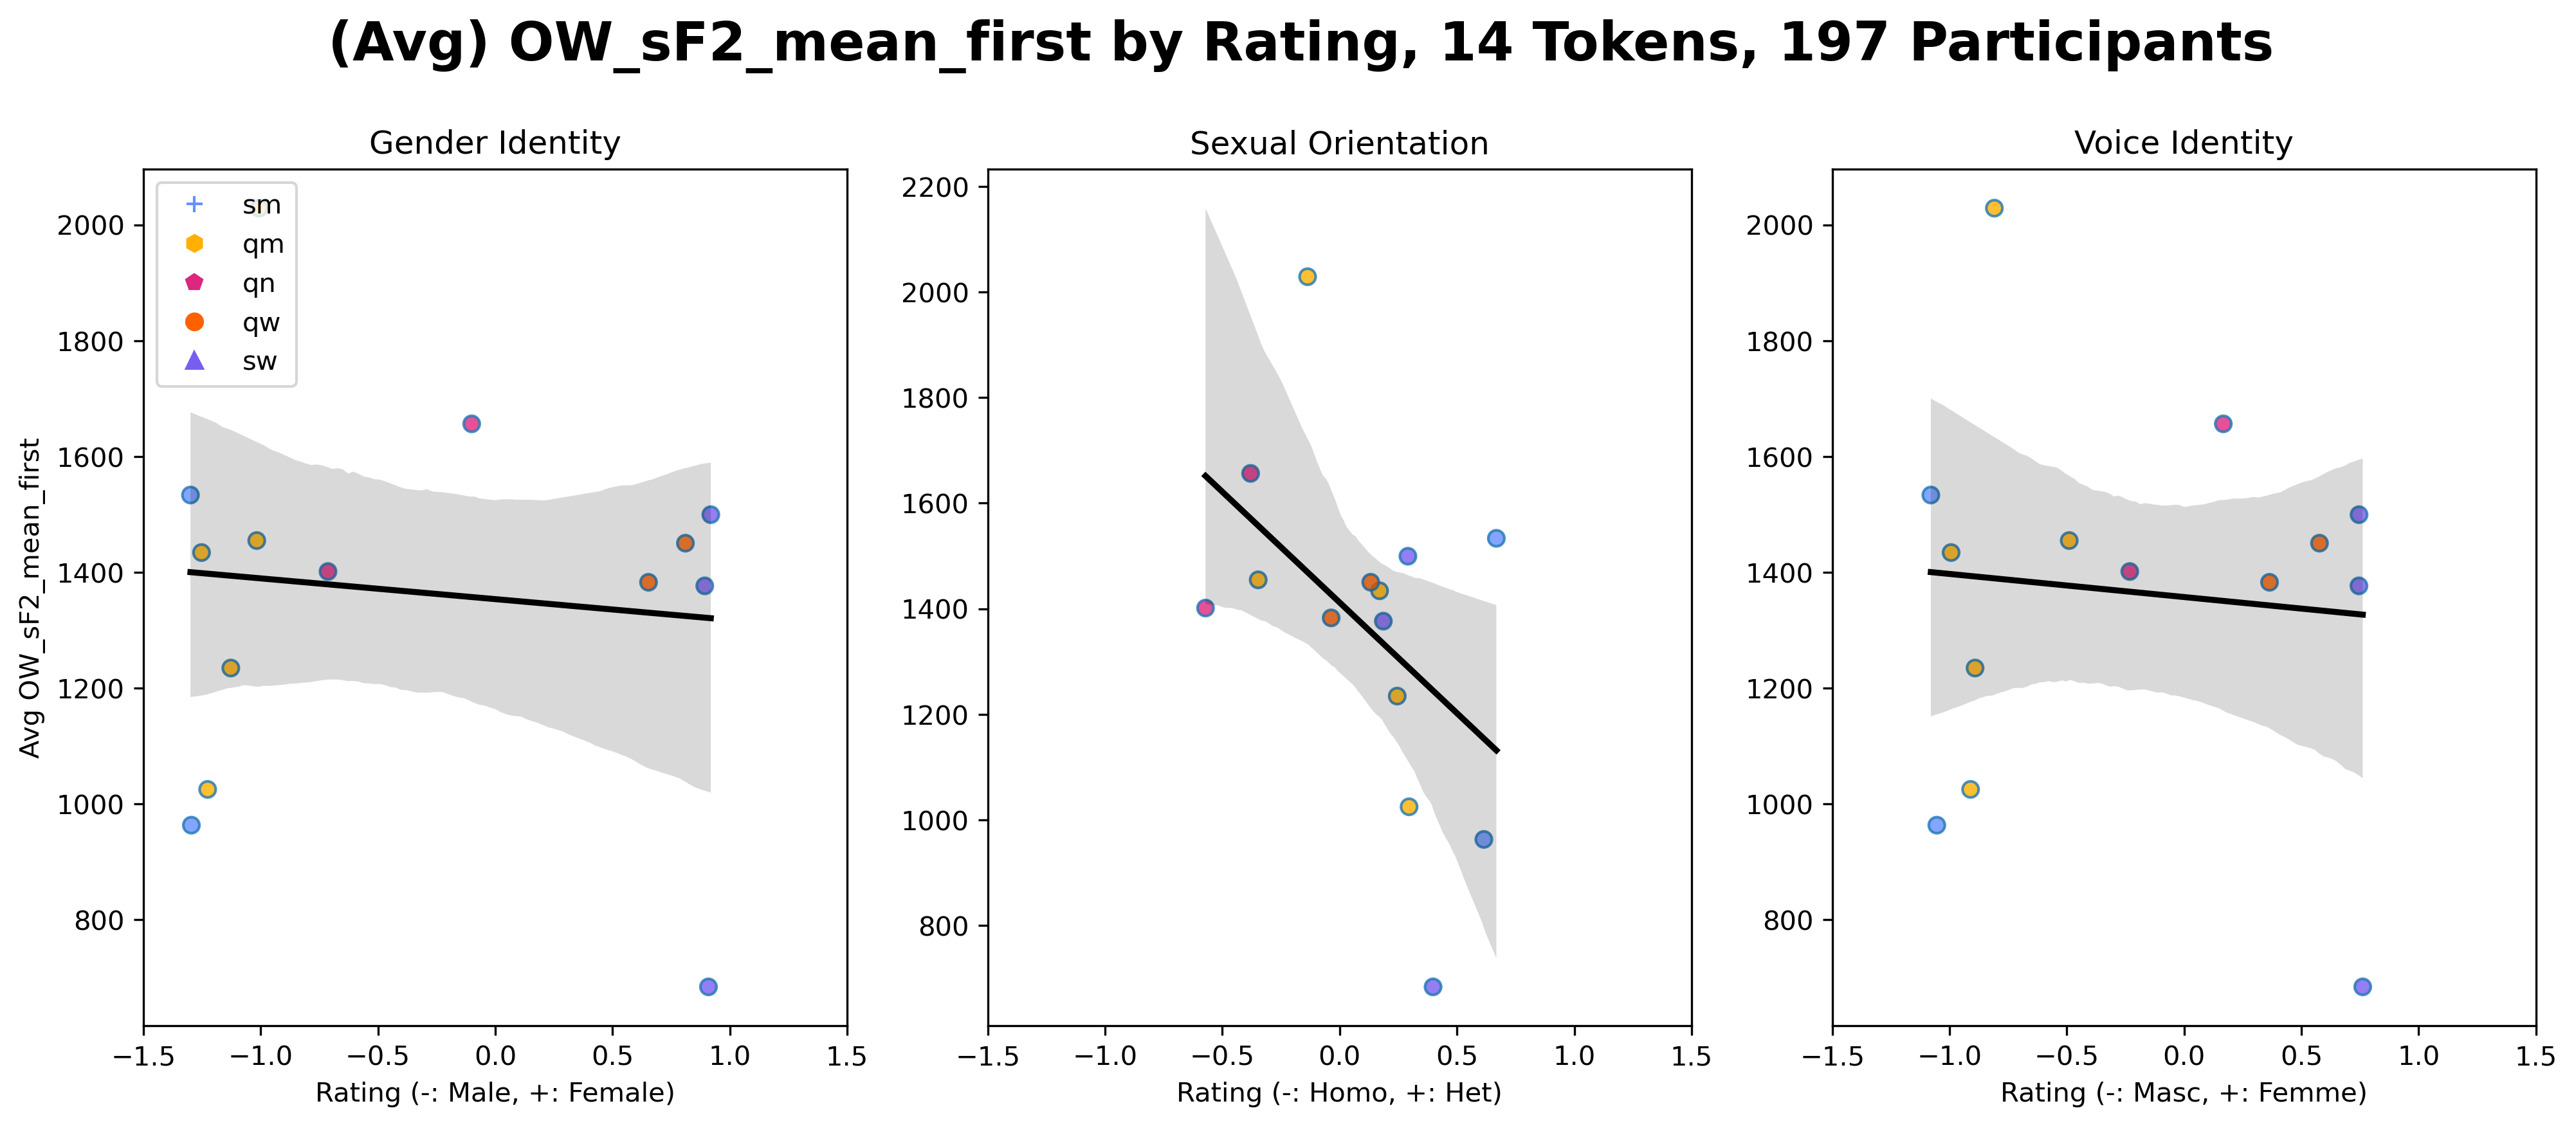 (Avg) OW_sF2_mean_first by Rating, 14 Tokens, 197 Participants
Gender Identity
Sexual Orientation
Voice Identity
sm
qm
qn
qw
sw
Avg OW_sF2_mean_first
2000
1800
1600
1400
1200
1000
800
−1.5 −1.0 −0.5 0.0 0.5 1.0 1.5
Rating (-: Male, +: Female)
2200
2000
1800
1600
1400
1200
1000
800
−1.5 −1.0 −0.5 0.0 0.5 1.0 1.5
Rating (-: Homo, +: Het)
2000
1800
1600
1400
1200
1000
800
−1.5 −1.0 −0.5 0.0 0.5 1.0 1.5
Rating (-: Masc, +: Femme)